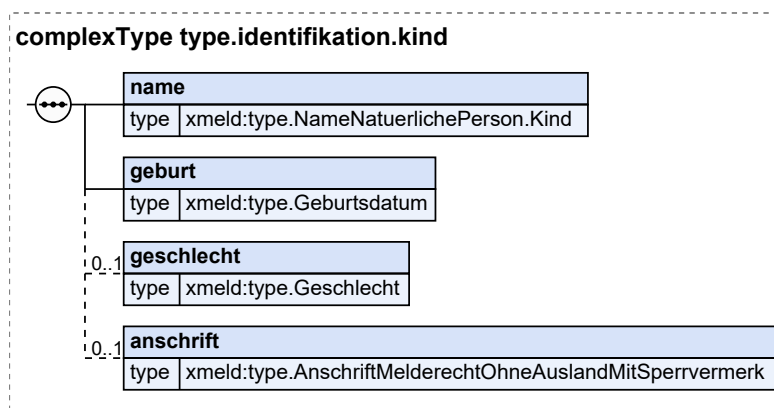 complexType type.identifikation.kind
name
type xmeld:type.NameNatuerlichePerson.Kind
geburt
type xmeld:type.Geburtsdatum
0..1 geschlecht
type xmeld:type.Geschlecht
0..1 anschrift
type xmeld:type.AnschriftMelderechtOhneAuslandMitSperrvermerk